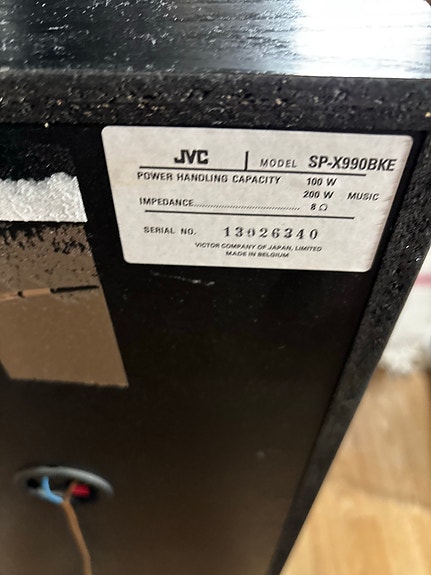 JVC | MODEL SP-X990BKE
POWER HANDLING CAPACITY 100 W
200 W MUSIC
IMPEDANCE................................. 8 Ω
SERIAL NO. 13026340
VICTOR COMPANY OF JAPAN, LIMITED
MADE IN BELGIUM